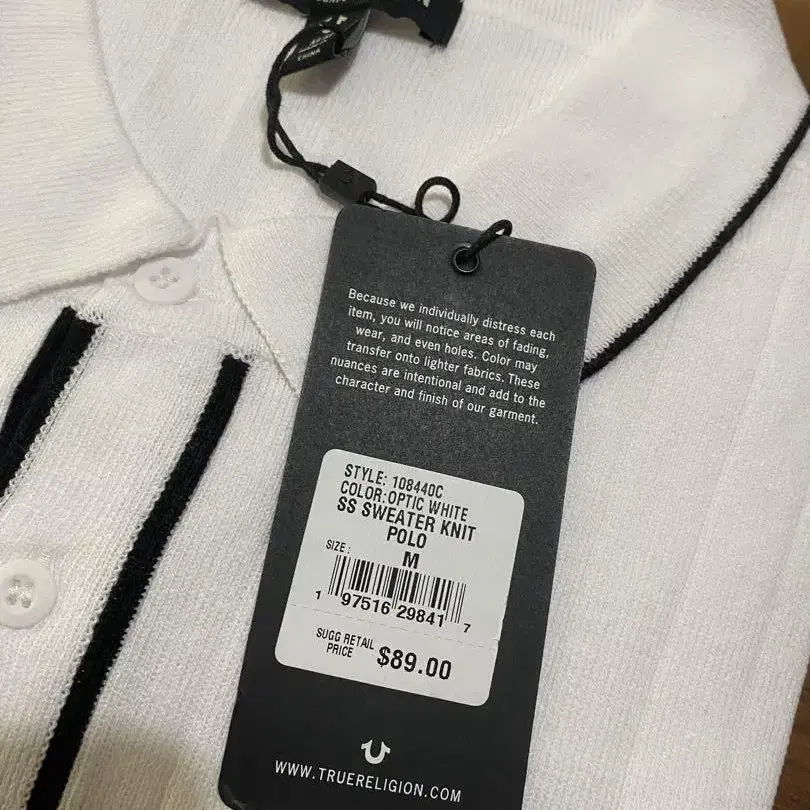 CHINA
Because we individually distress each
item, you will notice areas of fading,
wear, and even holes. Color may
transfer onto lighter fabrics. These
nuances are intentional and add to the
character and finish of our garment.
STYLE: 108440C
COLOR: OPTIC WHITE
SS SWEATER KNIT
POLO
SIZE: M
1 97516 29841 7
SUGG RETAIL
PRICE $89.00
WWW.TRUERELIGION.COM